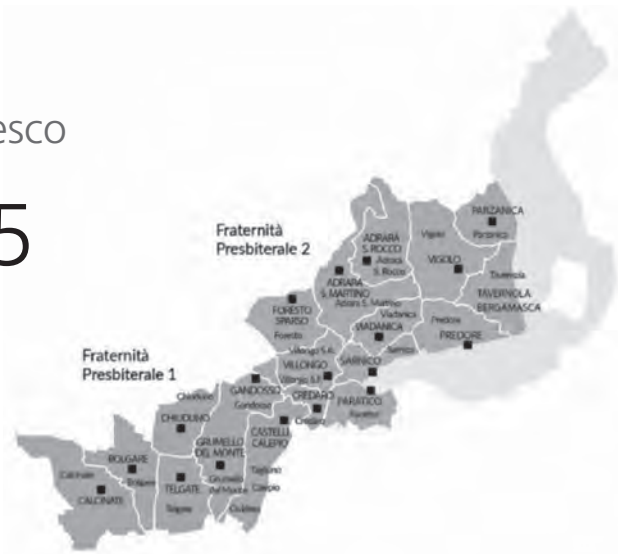 esco
5
Fraternità
Presbiterale 2
Fraternità
Presbiterale 1
PARZANICA
Parzanica
ADRARA
S. ROCCO
Adrara
S. Rocco
Vigolo
VIGOLO
Tavernola
TAVERNOLA
BERGAMASCA
ADRARA
S. MARTINO
Adrara S. Martino
FORESTO
SPARSO
Foresto
Viadanica
VIADANICA
Predore
PREDORE
Villongo S.A.
VILLONGO
Villongo S.F.
SARNICO
Sarnico
GANDOSSO
Gandosso
CREDARO
Credaro
PARATICO
Paratico
Chiuduno
CHIUDUNO
CASTELLI
CALEPIO
GRUMELLO
DEL MONTE
Grumello
del Monte
Tagliuno
Calepio
BOLGARE
Bolgare
Calcinate
CALCINATE
TELGATE
Telgate